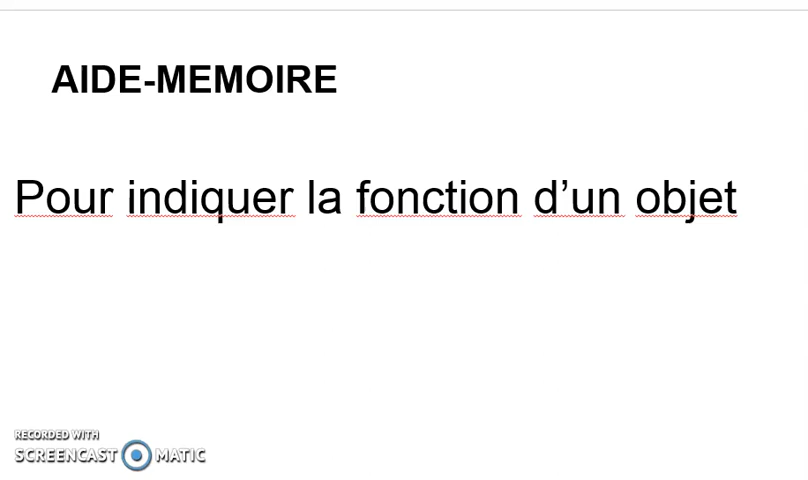 AIDE-MEMOIRE
Pour indiquer la fonction d’un objet
RECORDED WITH
SCREENCAST MATIC